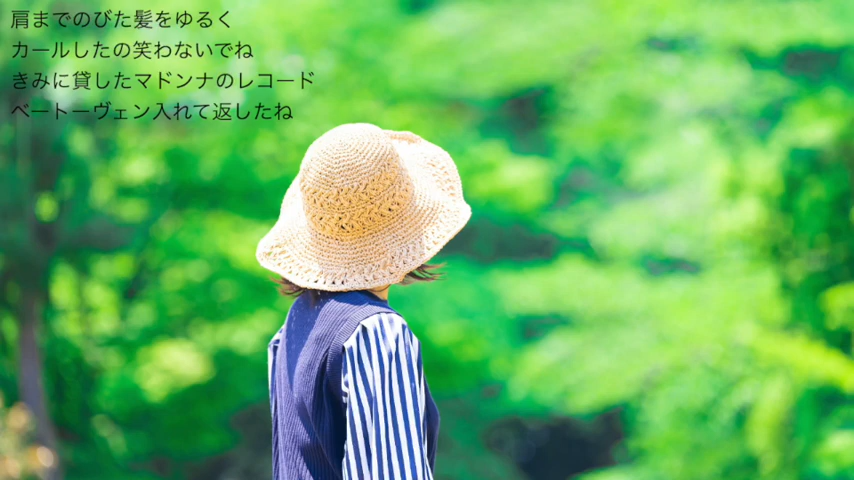 肩までのびた髪をゆるく
カールしたの笑わないでね
きみに貸したマドンナのレコード
ベートーヴェン入れて返したね